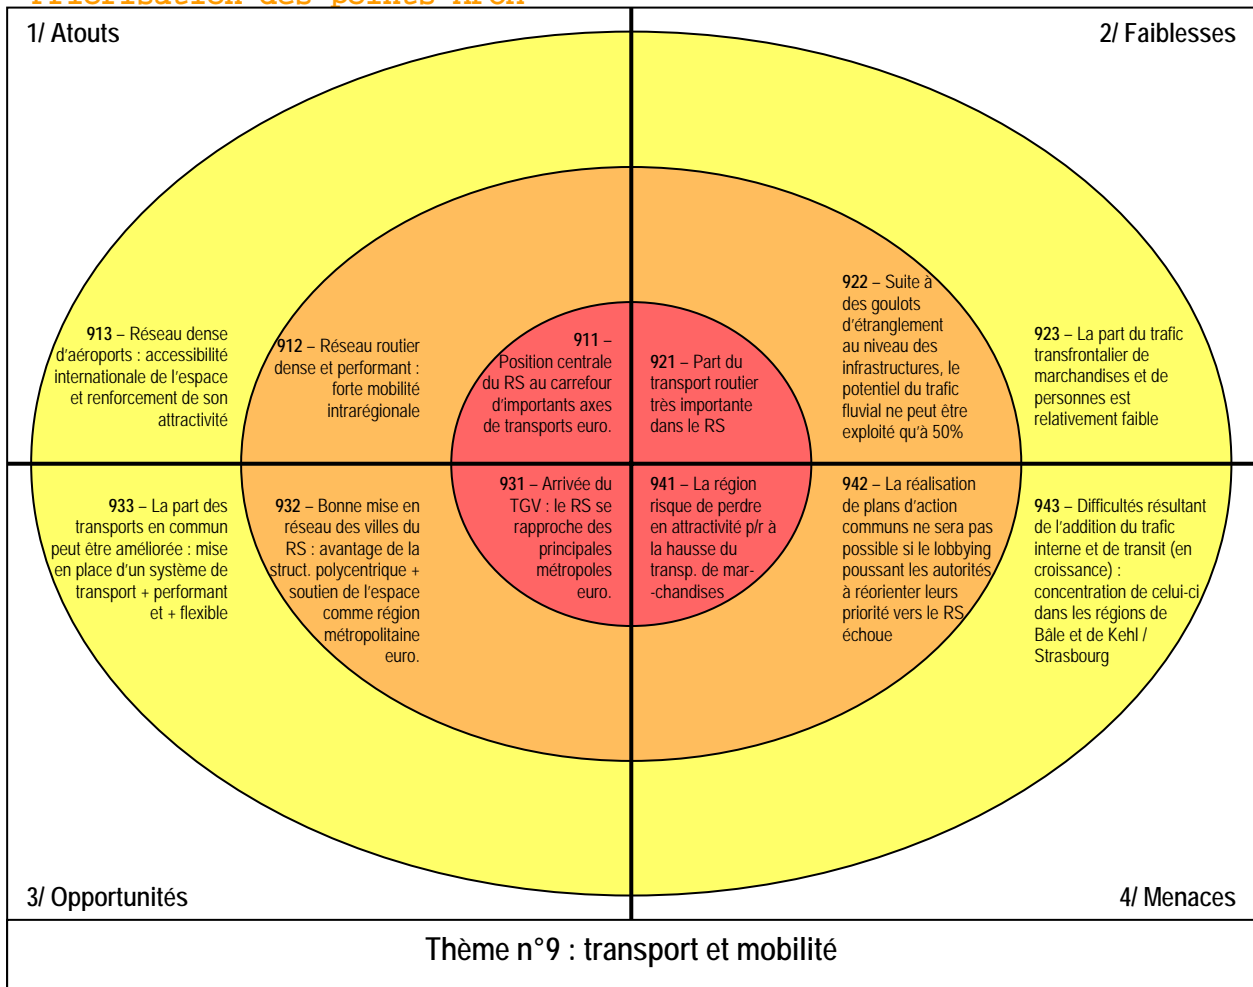 Priorisation des points AFOM
1/ Atouts
2/ Faiblesses
913 – Réseau dense
d'aéroports : accessibilité
internationale de l'espace
et renforcement de son
attractivité
912 – Réseau routier
dense et performant :
forte mobilité
intrarégionale
911 –
Position centrale
du RS au carrefour
d'importants axes
de transports euro.
921 – Part du
transport routier
très importante
dans le RS
922 – Suite à
des goulots
d'étranglement
au niveau des
infrastructures, le
potentiel du trafic
fluvial ne peut être
exploité qu'à 50%
923 – La part du trafic
transfrontalier de
marchandises et de
personnes est
relativement faible
933 – La part des
transports en commun
peut être améliorée : mise
en place d'un système de
transport + performant
et + flexible
932 – Bonne mise en
réseau des villes du
RS : avantage de la
struct. polycentrique +
soutien de l'espace
comme région
métropolitaine
euro.
931 – Arrivée du
TGV : le RS se
rapproche des
principales
métropoles
euro.
941 – La région
risque de perdre
en attractivité p/r à
la hausse du
transp. de mar-
-chandises
942 – La réalisation
de plans d'action
communs ne sera pas
possible si le lobbying
poussant les autorités
à réorienter leurs
priorité vers le RS
échoue
943 – Difficultés résultant
de l'addition du trafic
interne et de transit (en
croissance) :
concentration de celui-ci
dans les régions de
Bâle et de Kehl /
Strasbourg
3/ Opportunités
4/ Menaces
Thème n°9 : transport et mobilité